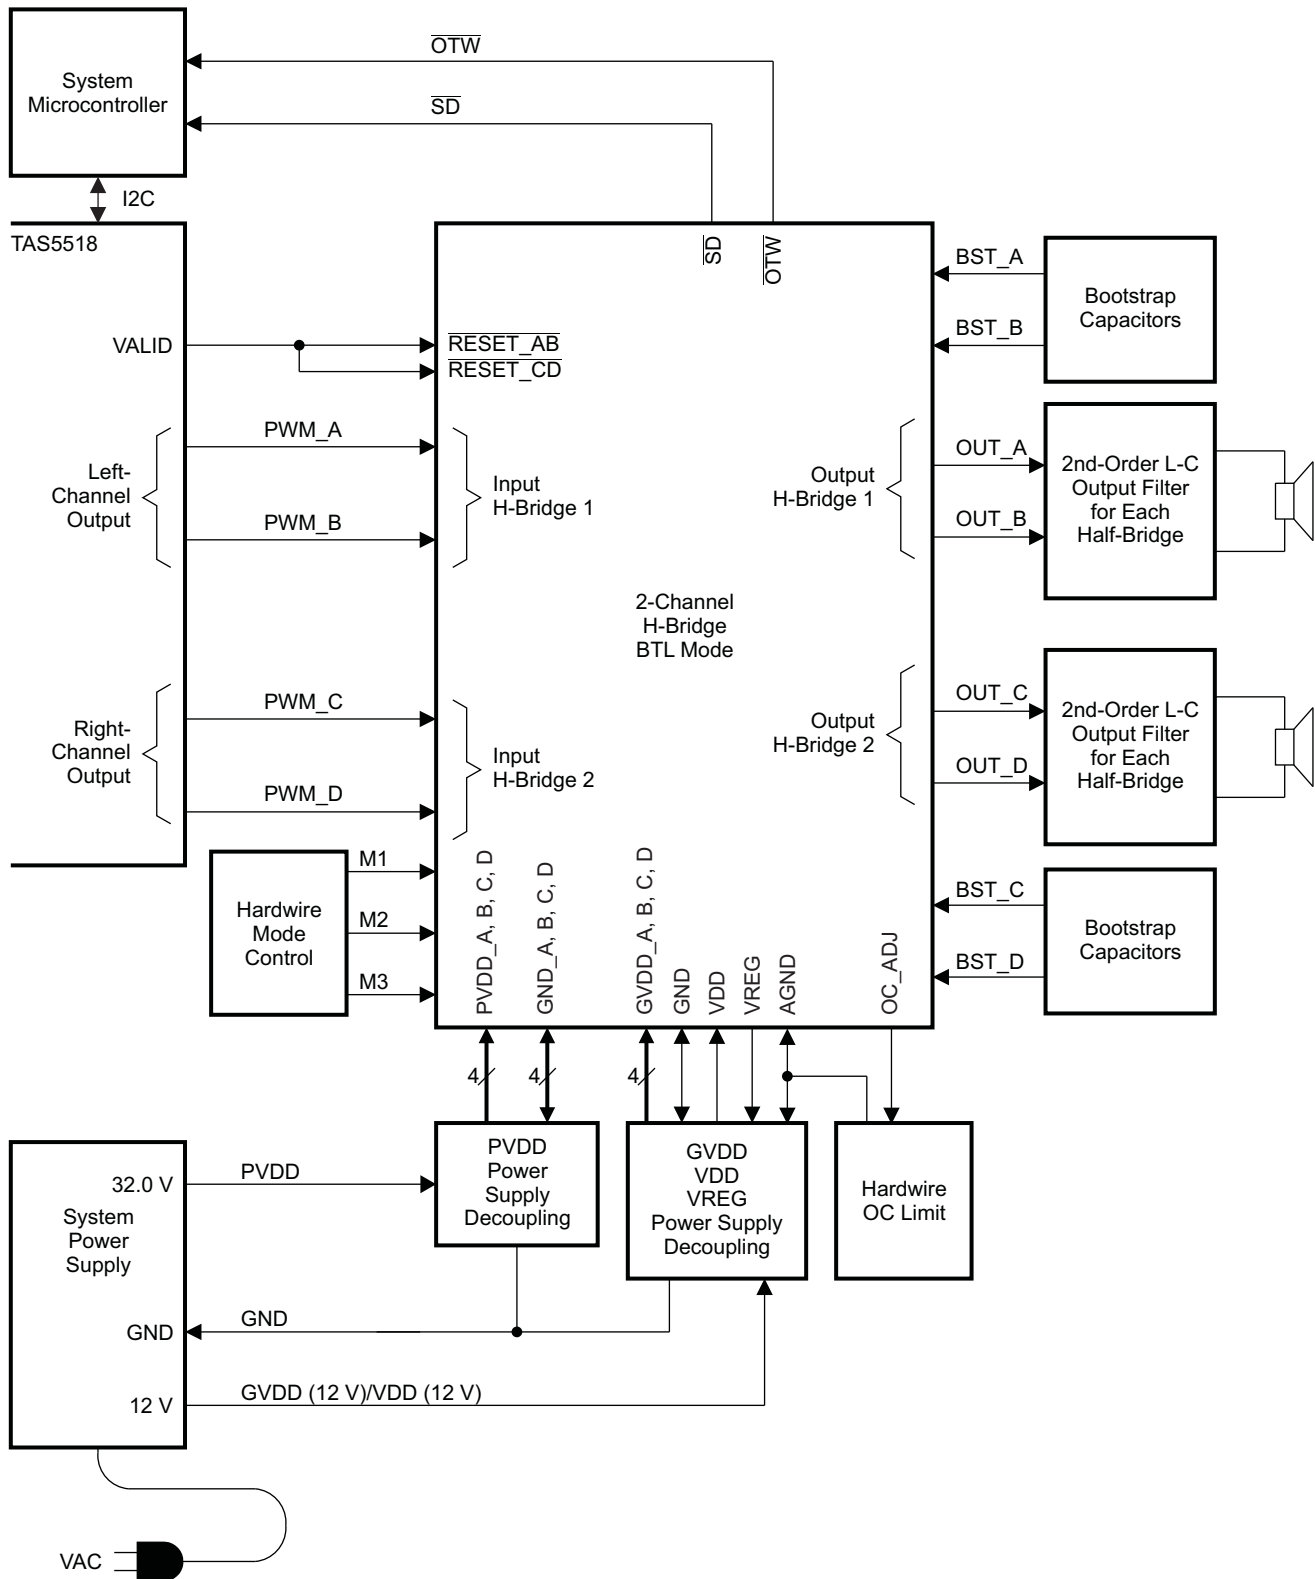 OTW
System
Microcontroller
SD
I2C
TAS5518
SD
OTW
BST_A
Bootstrap
Capacitors
BST_B
VALID
RESET_AB
RESET_CD
PWM_A
Left-
Channel
Output
PWM_B
Input
H-Bridge 1
Output
H-Bridge 1
OUT_A
OUT_B
2nd-Order L-C
Output Filter
for Each
Half-Bridge
2-Channel
H-Bridge
BTL Mode
PWM_C
Right-
Channel
Output
PWM_D
Input
H-Bridge 2
Output
H-Bridge 2
OUT_C
OUT_D
2nd-Order L-C
Output Filter
for Each
Half-Bridge
M1
Hardwire
Mode
Control
M2
M3
PVDD_A, B, C, D
GND_A, B, C, D
GVDD_A, B, C, D
GND
VDD
VREG
AGND
OC_ADJ
BST_C
Bootstrap
Capacitors
BST_D
4
4
4
PVDD
Power
Supply
Decoupling
GVDD
VDD
VREG
Power Supply
Decoupling
Hardwire
OC Limit
32.0 V
PVDD
System
Power
Supply
GND
GND
12 V
GVDD (12 V)/VDD (12 V)
VAC